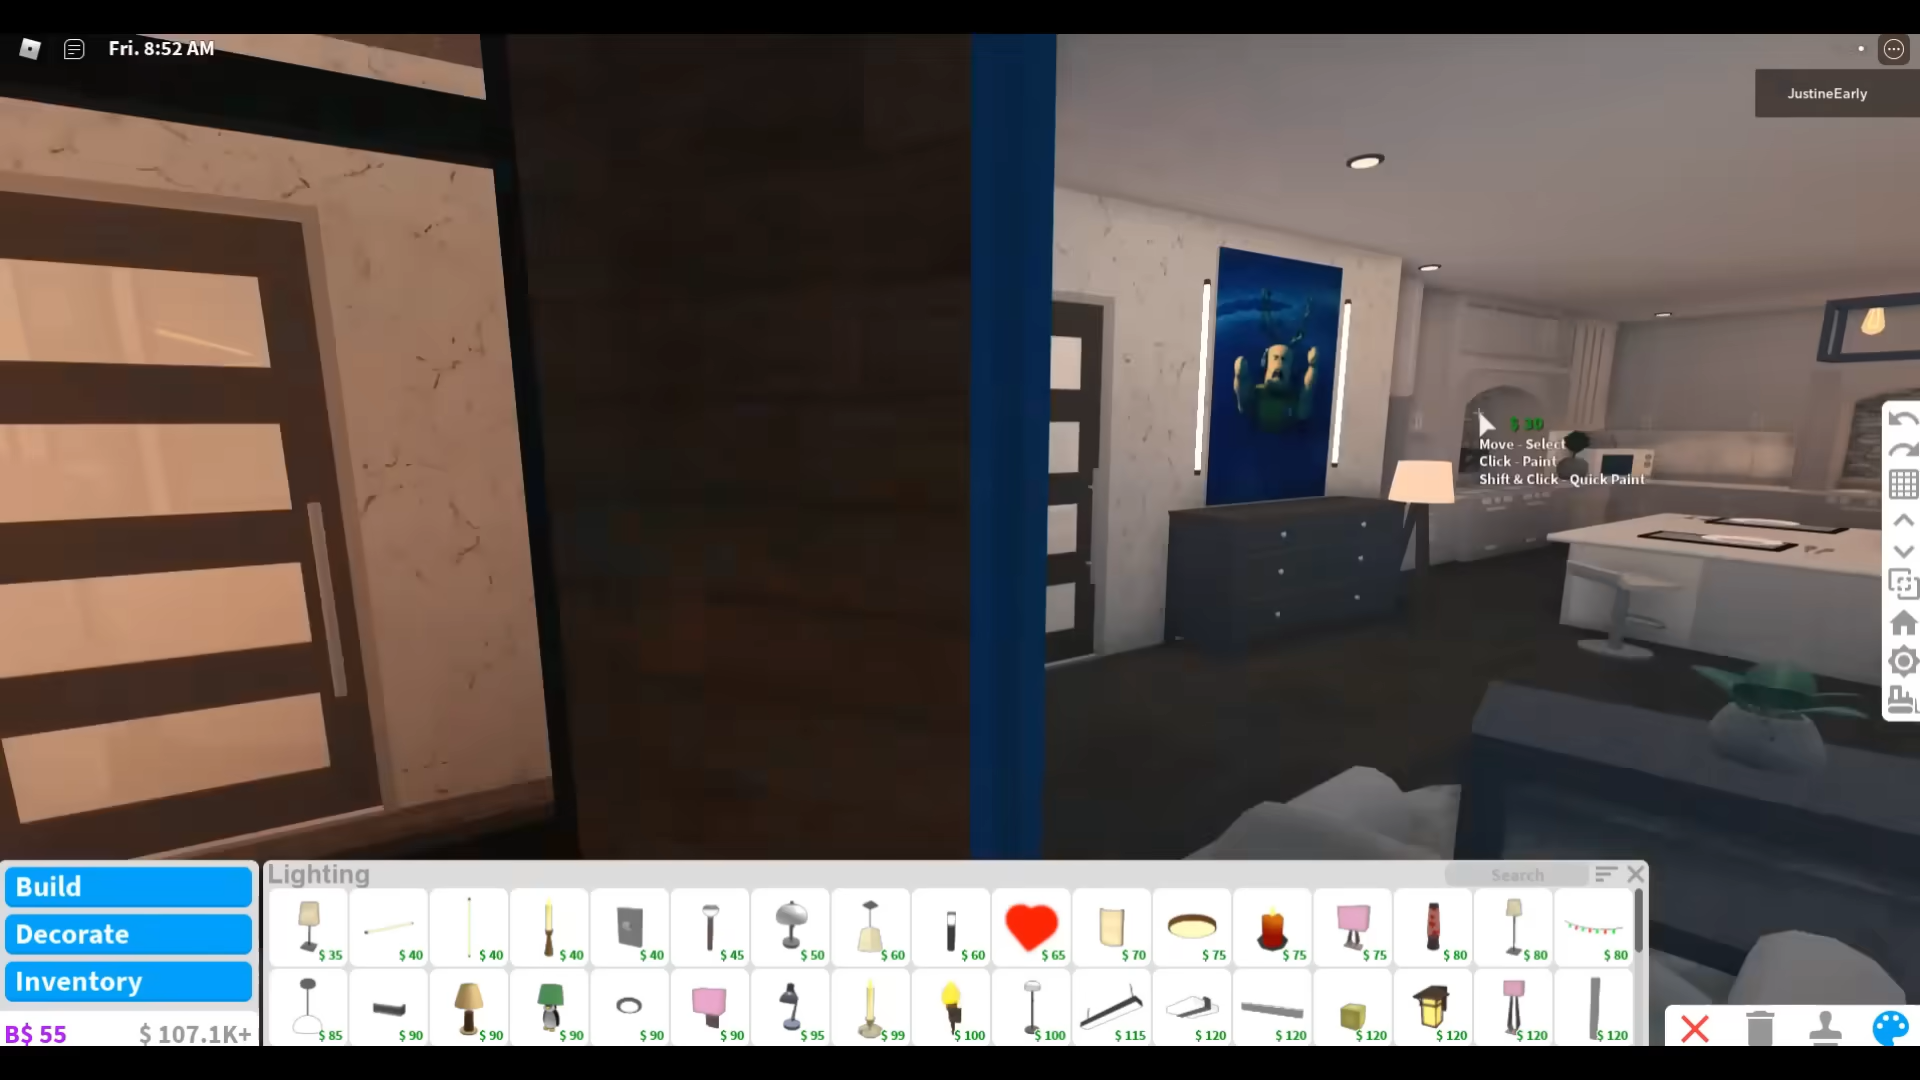 Fri. 8:52 AM
JustineEarly
$ 30
Move - Select
Click - Paint
Shift & Click - Quick Paint
Build
Decorate
Inventory
B$ 55
$ 107.1K+
Lighting
Search
$ 35
$ 40
$ 40
$ 40
$ 40
$ 45
$ 50
$ 60
$ 60
$ 65
$ 70
$ 75
$ 75
$ 75
$ 80
$ 80
$ 80
$ 85
$ 90
$ 90
$ 90
$ 90
$ 90
$ 95
$ 99
$ 100
$ 100
$ 115
$ 120
$ 120
$ 120
$ 120
$ 120
$ 120